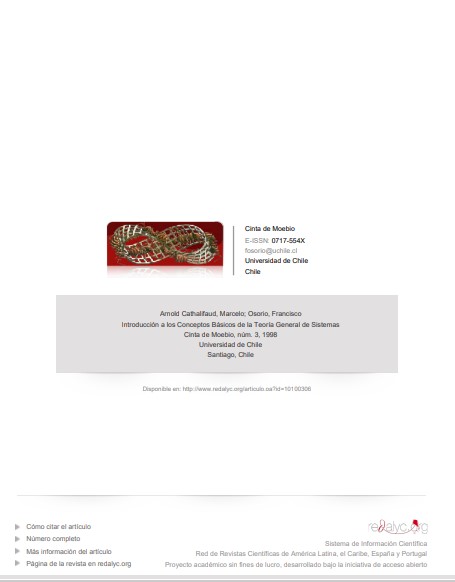 Cinta de Moebio
E-ISSN: 0717-554X
fosorio@uchile.cl
Universidad de Chile
Chile
Arnold Cathalifaud, Marcelo; Osorio, Francisco
Introducción a los Conceptos Básicos de la Teoría General de Sistemas
Cinta de Moebio, núm. 3, 1998
Universidad de Chile
Santiago, Chile
Disponible en: http://www.redalyc.org/articulo.oa?id=10100306
Cómo citar el artículo
Número completo
Más información del artículo
Página de la revista en redalyc.org
redalyc.org
Sistema de Información Científica
Red de Revistas Científicas de América Latina, el Caribe, España y Portugal
Proyecto académico sin fines de lucro, desarrollado bajo la iniciativa de acceso abierto